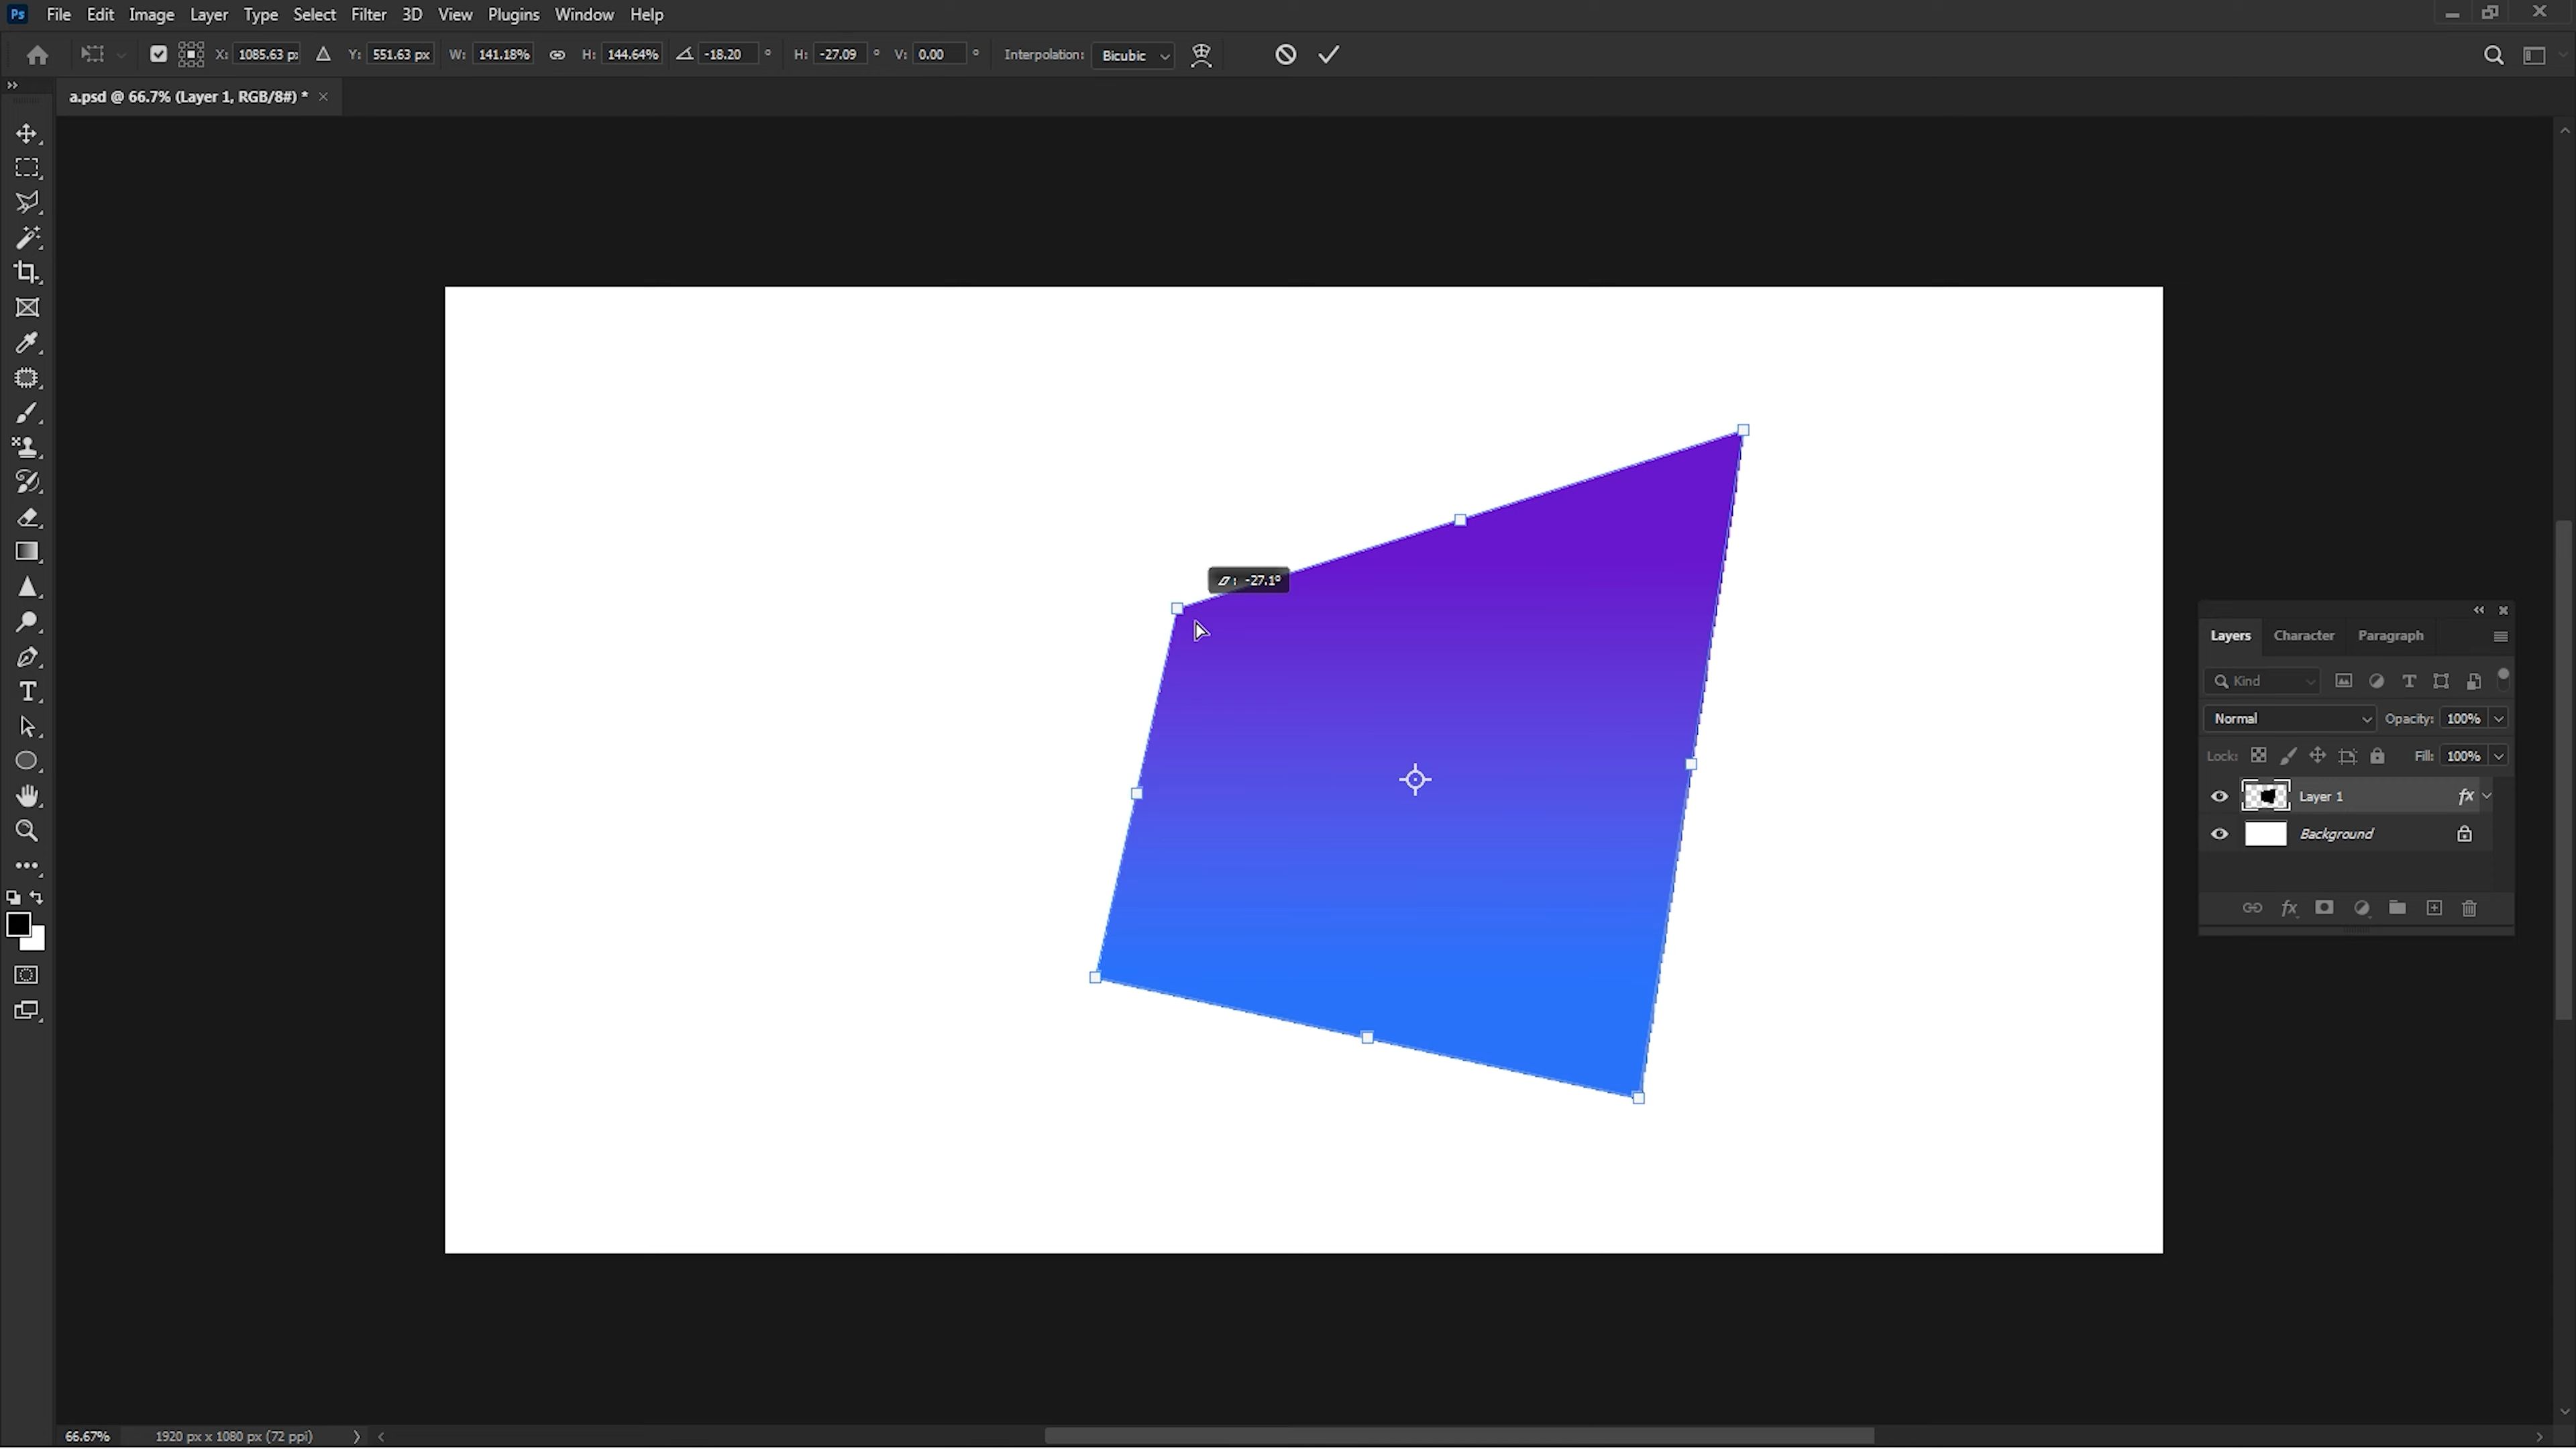 Ps File Edit Image Layer Type Select Filter 3D View Plugins Window Help
X: 1085.63 px Y: 551.63 px W: 141.18% H: 144.64% -18.20 ° H: -27.09 ° V: 0.00 ° Interpolation: Bicubic
a.psd @ 66.7% (Layer 1, RGB/8#) * ×
: -27.1°
Layers Character Paragraph
Kind
Normal Opacity: 100%
Lock: Fill: 100%
Layer 1 fx
Background
fx
66.67% 1920 px x 1080 px (72 ppi)